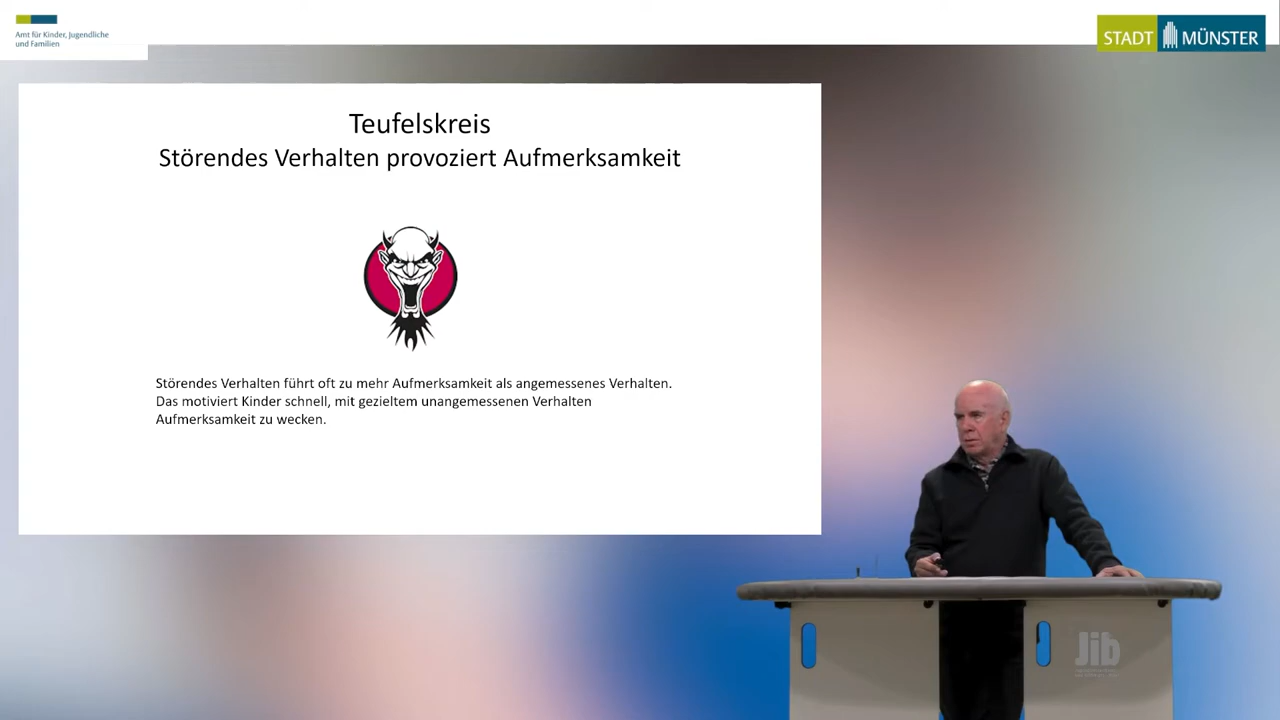 Amt für Kinder, Jugendliche
und Familien
STADT MÜNSTER
Teufelskreis
Störendes Verhalten provoziert Aufmerksamkeit
Störendes Verhalten führt oft zu mehr Aufmerksamkeit als angemessenes Verhalten.
Das motiviert Kinder schnell, mit gezieltem unangemessenen Verhalten
Aufmerksamkeit zu wecken.
Jib